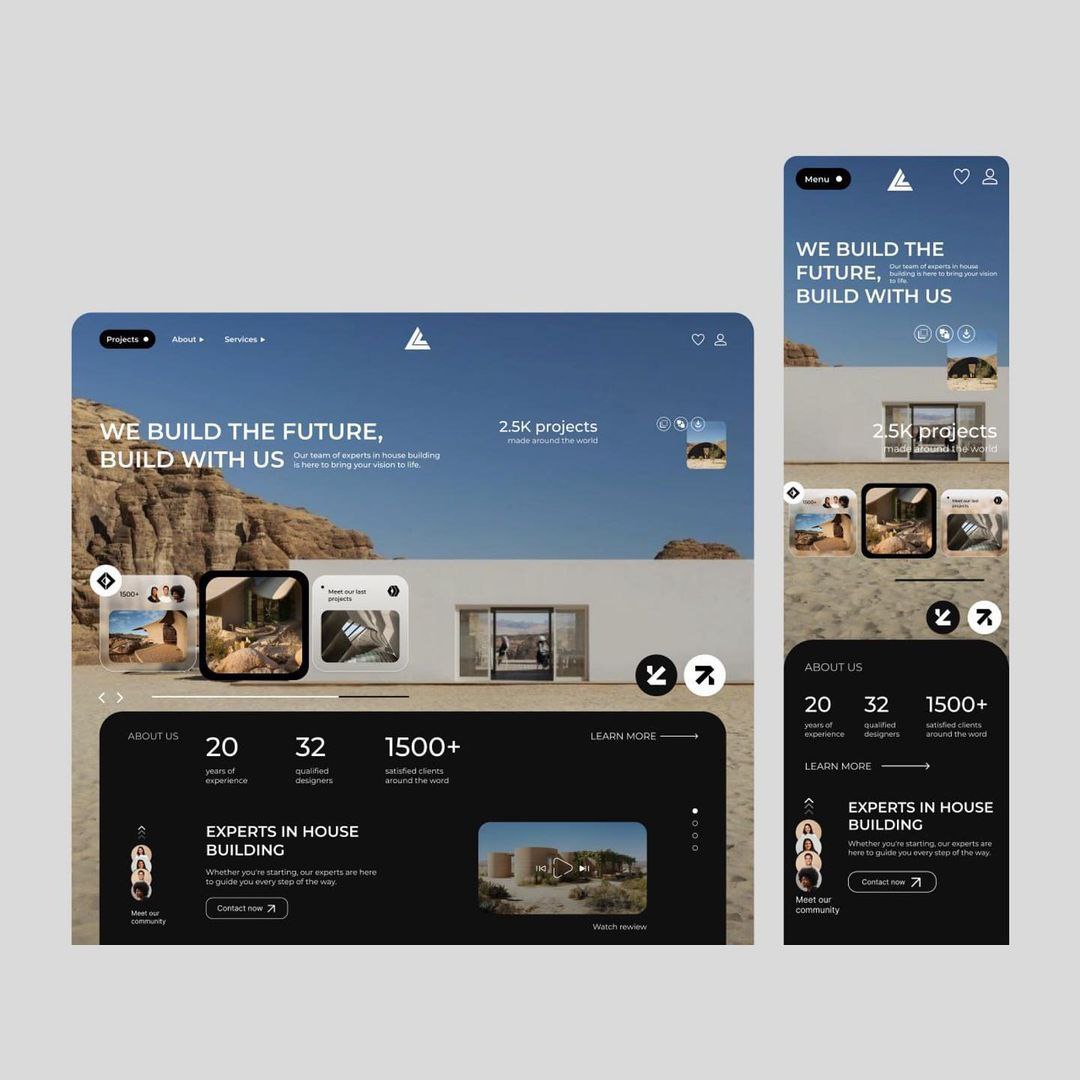 Projects
About
Services
WE BUILD THE FUTURE,
BUILD WITH US
Our team of experts in house building
is here to bring your vision to life.
2.5K projects
made around the world
1500+
Meet our last
projects
ABOUT US
20
years of
experience
32
qualified
designers
1500+
satisfied clients
around the word
LEARN MORE
EXPERTS IN HOUSE
BUILDING
Whether you're starting, our experts are here
to guide you every step of the way.
Contact now
Meet our
community
Watch rewiew
Menu
WE BUILD THE
FUTURE,
Our team of experts in house
building is here to bring your vision
to life.
BUILD WITH US
2.5K projects
made around the world
1500+
Meet our last
projects
ABOUT US
20
years of
experience
32
qualified
designers
1500+
satisfied clients
around the word
LEARN MORE
EXPERTS IN HOUSE
BUILDING
Whether you're starting, our experts are
here to guide you every step of the way.
Contact now
Meet our
community